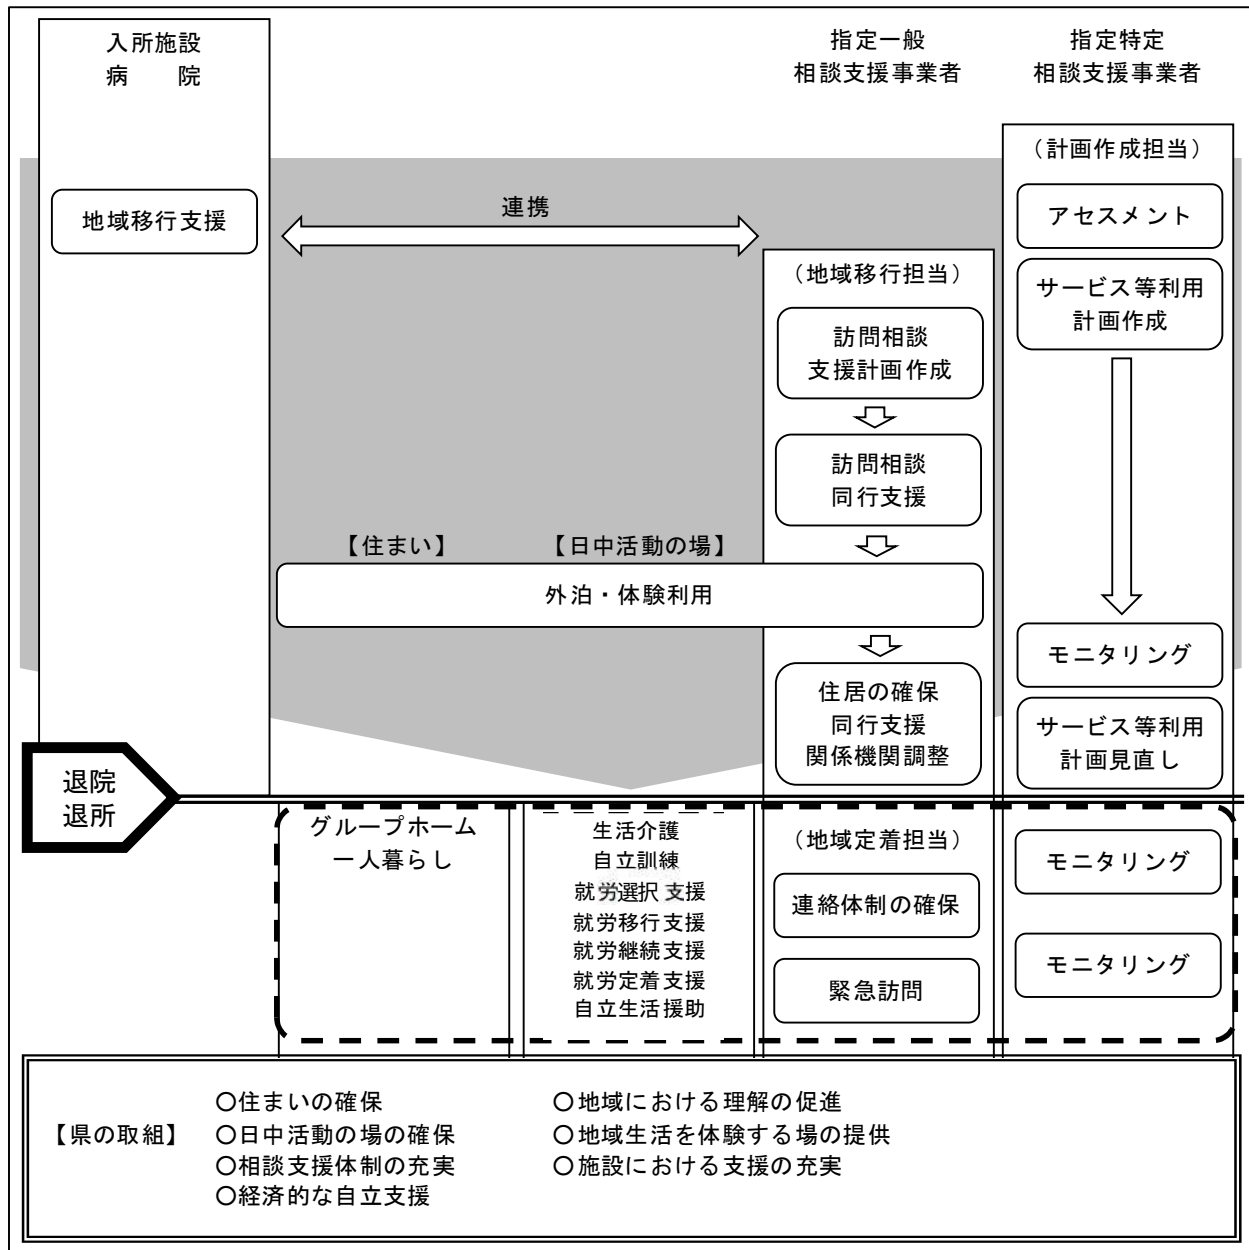 入所施設
病　　院
指定一般
相談支援事業者
指定特定
相談支援事業者
（計画作成担当）
地域移行支援
連携
アセスメント
（地域移行担当）
サービス等利用
計画作成
訪問相談
支援計画作成
訪問相談
同行支援
【住まい】
【日中活動の場】
外泊・体験利用
モニタリング
住居の確保
同行支援
関係機関調整
サービス等利用
計画見直し
退院
退所
グループホーム
一人暮らし
生活介護
自立訓練
就労選択 支援
就労移行支援
就労継続支援
就労定着支援
自立生活援助
（地域定着担当）
連絡体制の確保
緊急訪問
モニタリング
モニタリング
【県の取組】
〇住まいの確保
〇日中活動の場の確保
〇相談支援体制の充実
〇経済的な自立支援
〇地域における理解の促進
〇地域生活を体験する場の提供
〇施設における支援の充実